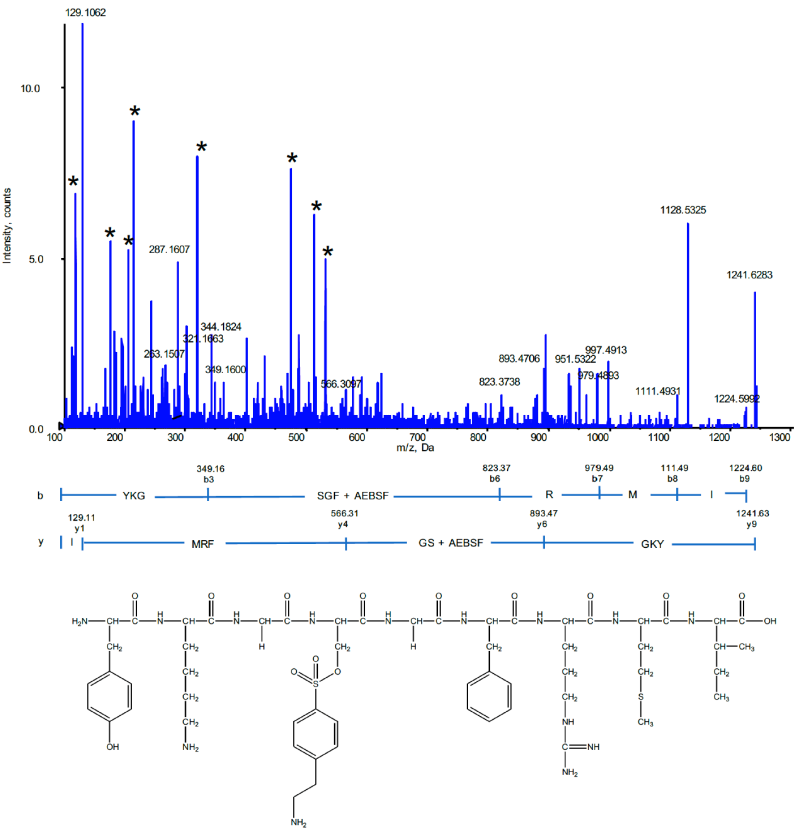 129.1062
10.0
*
*
*
*
*
*
*
*
287.1607
1128.5325
1241.6283
5.0
Intensity, counts
344.1824
321.1663
263.1507
349.1600
566.3097
893.4706
951.5322
997.4913
823.3738
979.4893
1111.4931
1224.5992
0.0
100 200 300 400 500 600 700 800 900 1000 1100 1200 1300
m/z, Da
349.16 823.37 979.49 111.49 1224.60
b3 b6 b7 b8 b9
b YKG SGF + AEBSF R M I
129.11 566.31 893.47 1241.63
y1 y4 y6 y9
y I MRF GS + AEBSF GKY
O O O O O O O O O
H₂N CH C N CH C N CH C N CH C N CH C N CH C N CH C N CH C N CH C OH
H H H H H H H H
CH₂ CH₂ H CH₂ H CH₂ CH₂ CH₂ CH CH₃
O O
CH₂ O S CH₂ CH₂ CH₂
CH₂ CH₂ S CH₃
CH₂ NH CH₃
OH NH₂ C NH
NH₂
NH₂